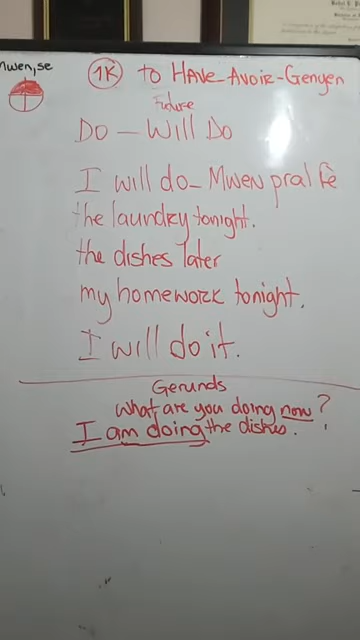 Mwen, se
1K to HAVE-Avoir-Genyen
Future
Do - Will Do
I will do - Mwen pral Fè
the laundry tonight.
the dishes later
my homework tonight.
I will do it.
Gerunds
What are you doing now?
I am doing the dishes.